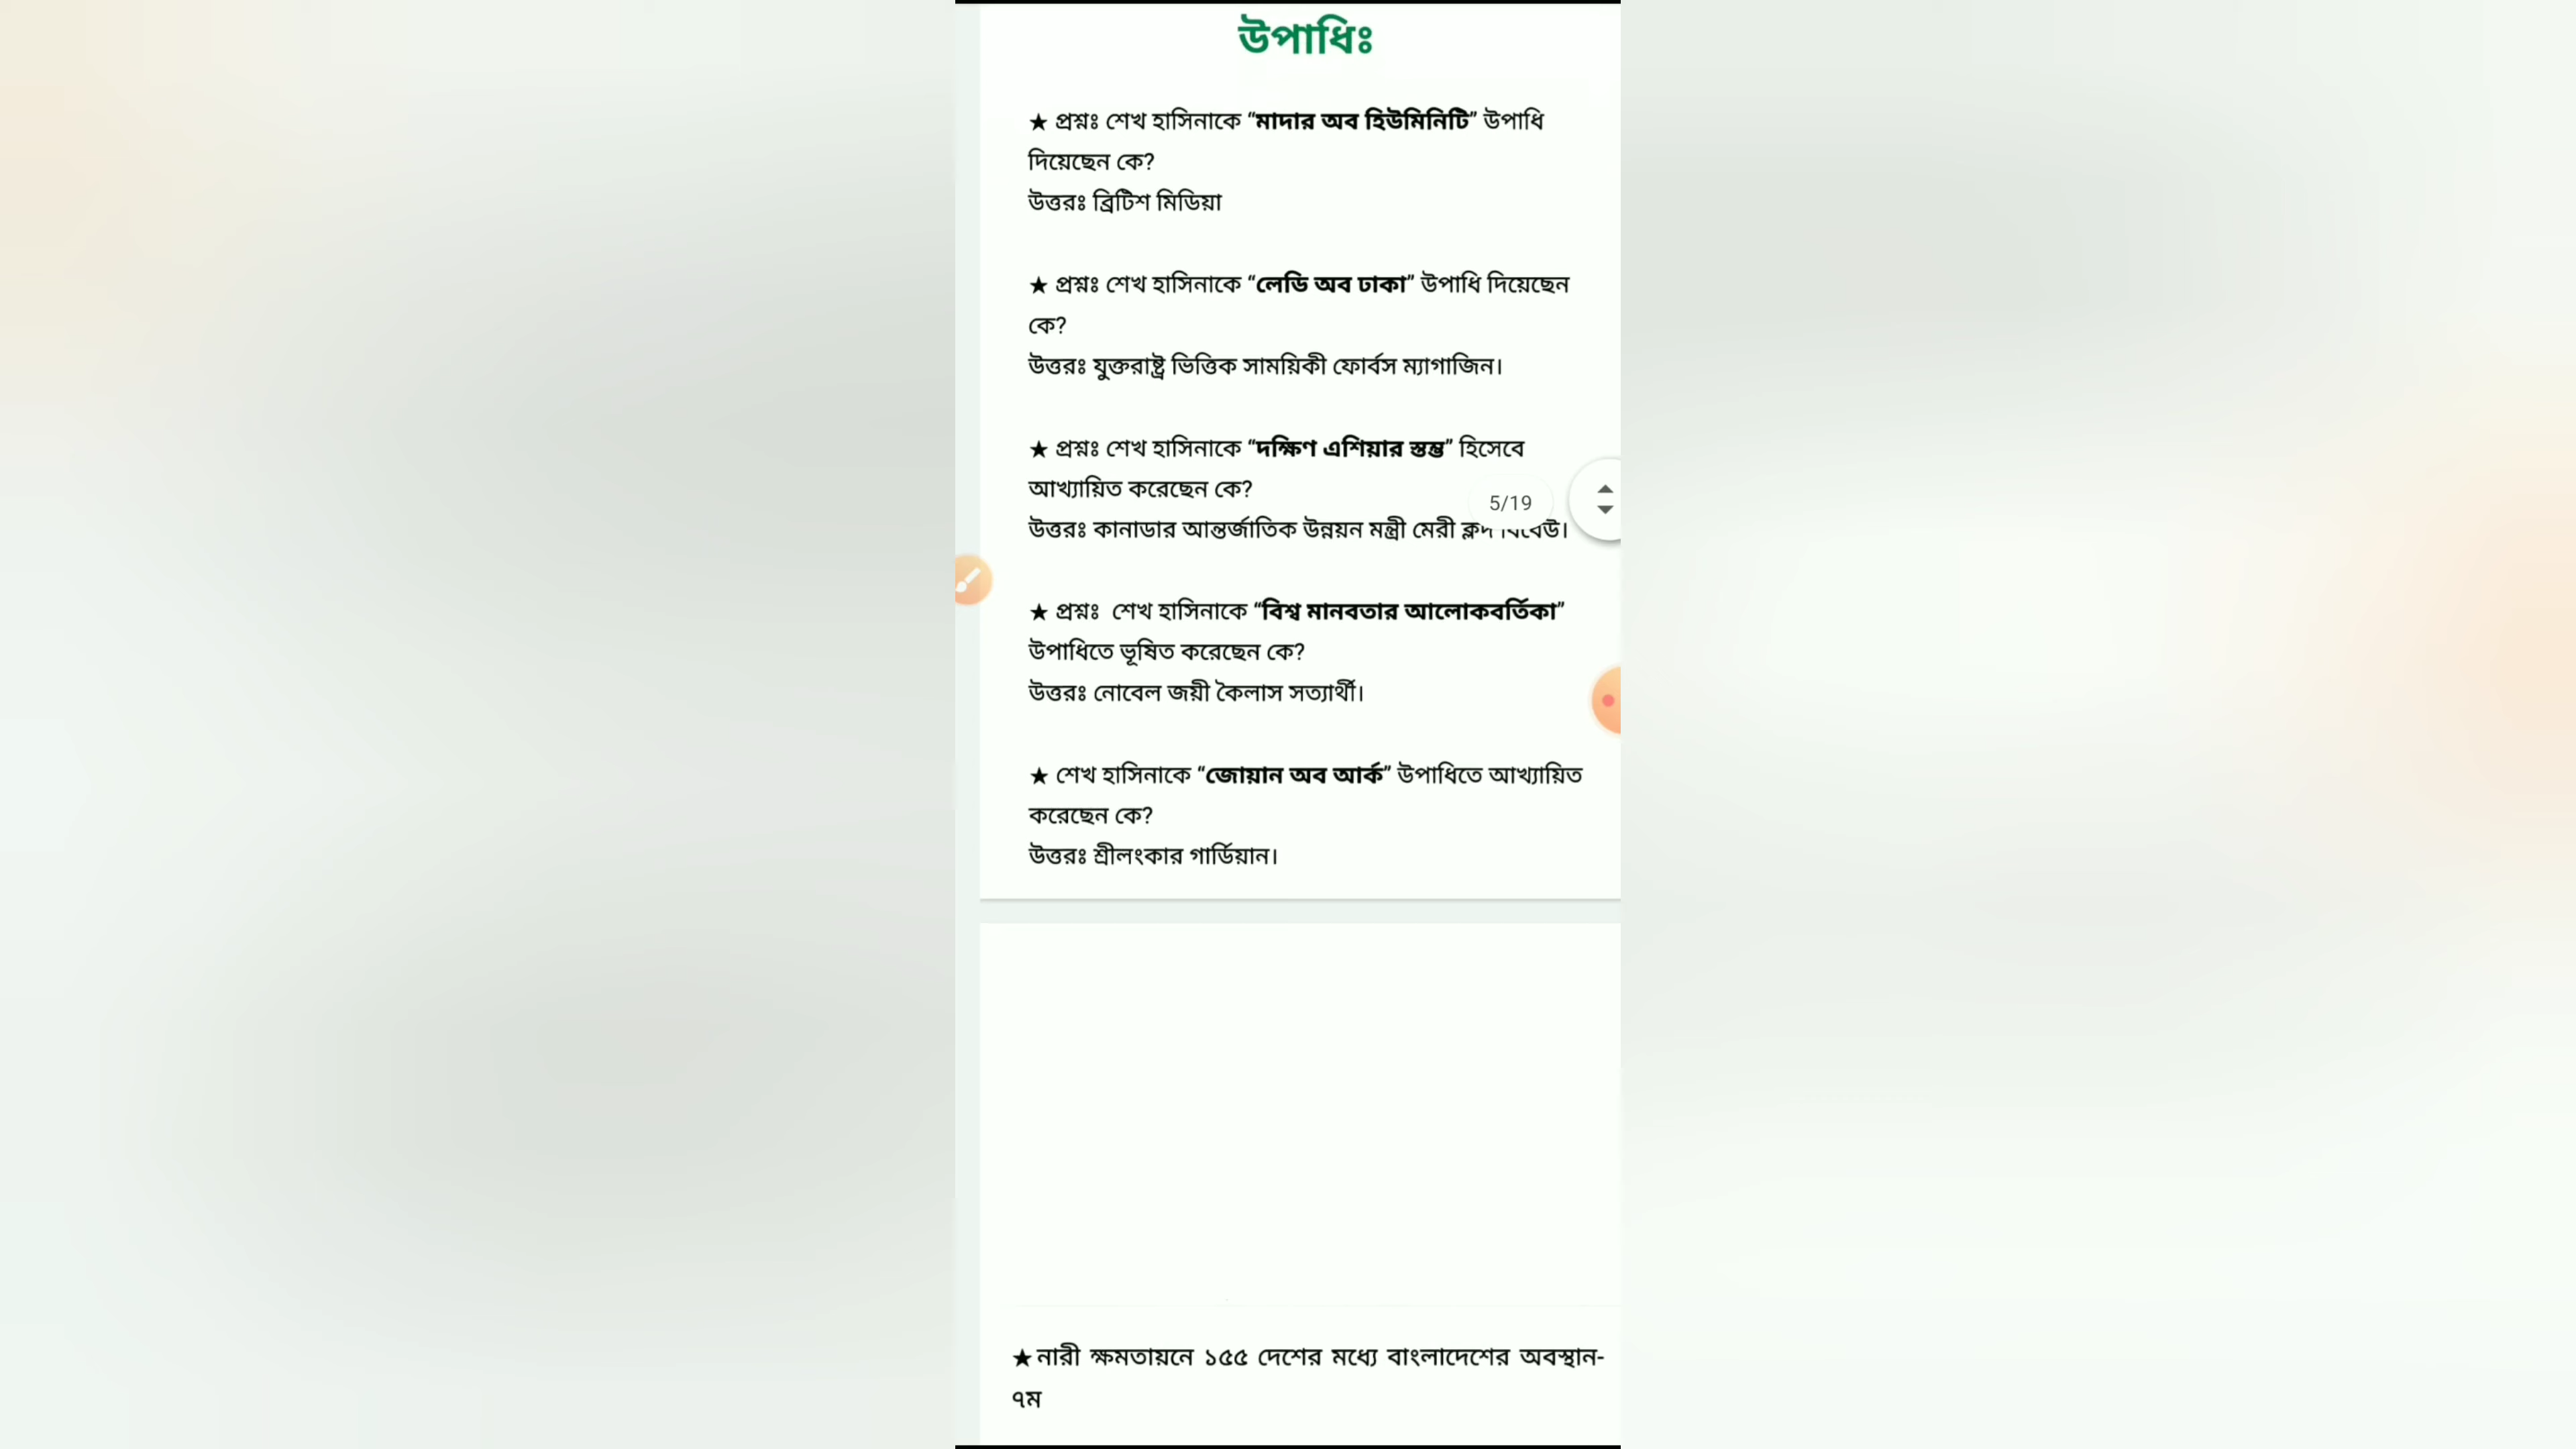 উপাধিঃ
★ প্রশ্নঃ শেখ হাসিনাকে “মাদার অব হিউমিনিটি” উপাধি
দিয়েছেন কে?
উত্তরঃ ব্রিটিশ মিডিয়া
★ প্রশ্নঃ শেখ হাসিনাকে “লেডি অব ঢাকা” উপাধি দিয়েছেন
কে?
উত্তরঃ যুক্তরাষ্ট্র ভিত্তিক সাময়িকী ফোর্বস ম্যাগাজিন।
★ প্রশ্নঃ শেখ হাসিনাকে “দক্ষিণ এশিয়ার স্তম্ভ” হিসেবে
আখ্যায়িত করেছেন কে?
5/19
উত্তরঃ কানাডার আন্তর্জাতিক উন্নয়ন মন্ত্রী মেরী
★ প্রশ্নঃ শেখ হাসিনাকে “বিশ্ব মানবতার আলোকবর্তিকা”
উপাধিতে ভূষিত করেছেন কে?
উত্তরঃ নোবেল জয়ী কৈলাস সত্যার্থী।
★ শেখ হাসিনাকে “জোয়ান অব আর্ক” উপাধিতে আখ্যায়িত
করেছেন কে?
উত্তরঃ শ্রীলংকার গার্ডিয়ান।
★ নারী ক্ষমতায়নে ১৫৫ দেশের মধ্যে বাংলাদেশের অবস্থান-
৭ম